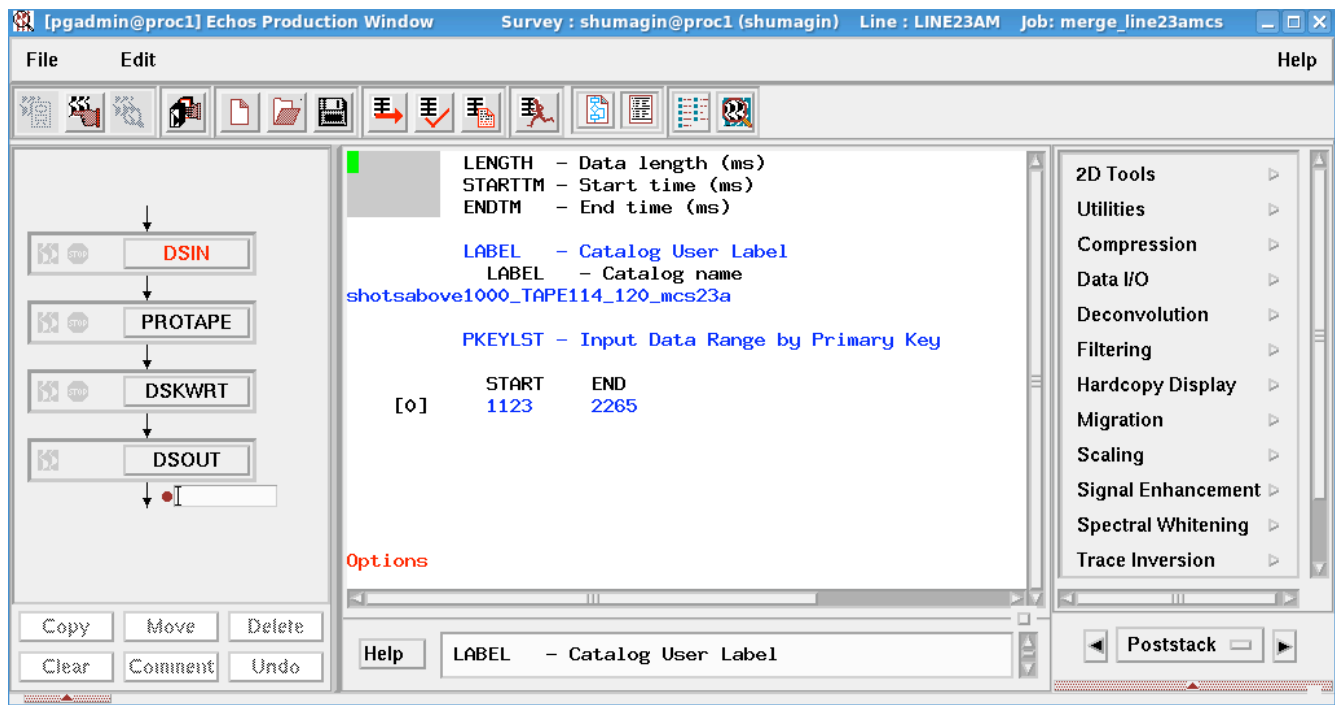 [pgadmin@proc1] Echos Production Window Survey : shumagin@proc1 (shumagin) Line : LINE23AM Job: merge_line23amcs
File Edit Help
DSIN
PROTAPE
DSKWRT
DSOUT
Copy Move Delete
Clear Comment Undo
LENGTH – Data length (ms)
STARTTM – Start time (ms)
ENDTM – End time (ms)
LABEL – Catalog User Label
LABEL – Catalog name
shotsabove1000_TAPE114_120_mcs23a
PKEYLST – Input Data Range by Primary Key
START END
[0] 1123 2265
Options
Help LABEL – Catalog User Label
2D Tools
Utilities
Compression
Data I/O
Deconvolution
Filtering
Hardcopy Display
Migration
Scaling
Signal Enhancement
Spectral Whitening
Trace Inversion
Poststack